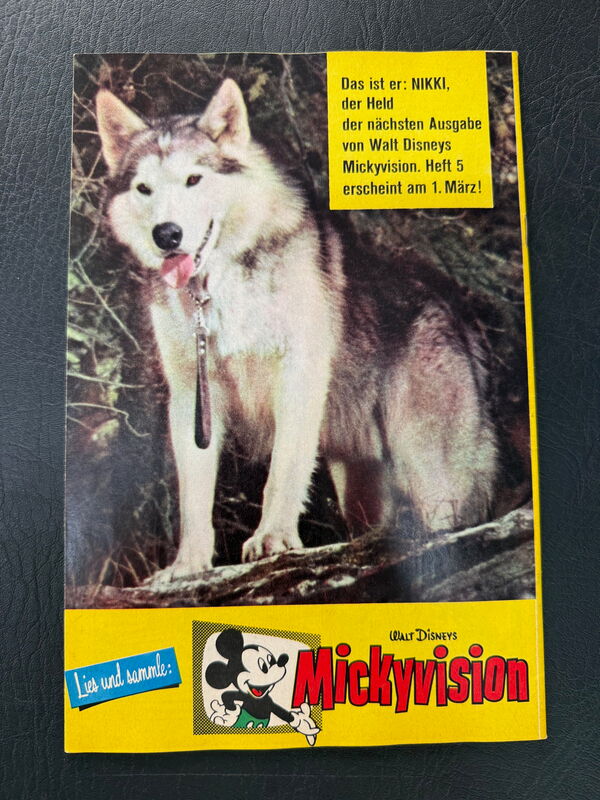 Das ist er: NIKKI,
der Held
der nächsten Ausgabe
von Walt Disneys
Mickyvision. Heft 5
erscheint am 1. März!
Lies und sammle:
WALT DISNEYS
Mickyvision